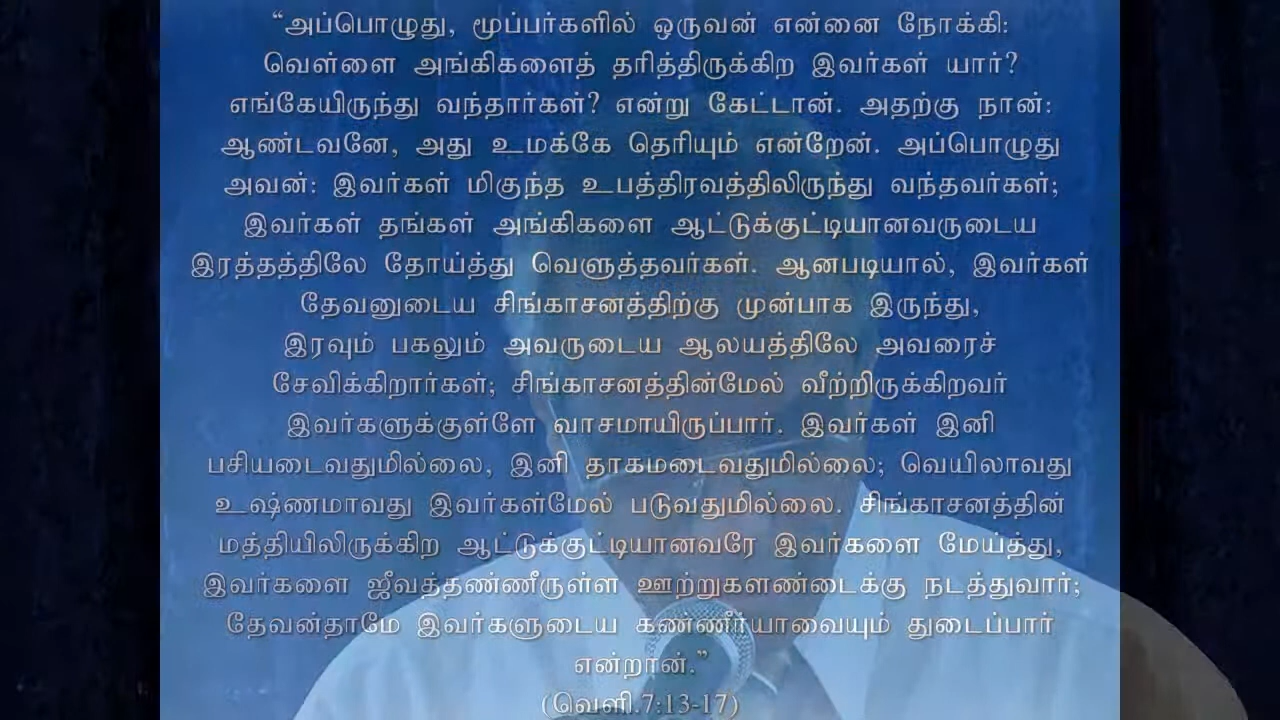 “அப்பொழுது, மூப்பர்களில் ஒருவன் என்னை நோக்கி:
வெள்ளை அங்கிகளைத் தரித்திருக்கிற இவர்கள் யார்?
எங்கேயிருந்து வந்தார்கள்? என்று கேட்டான். அதற்கு நான்:
ஆண்டவனே, அது உமக்கே தெரியும் என்றேன். அப்பொழுது
அவன்: இவர்கள் மிகுந்த உபத்திரவத்திலிருந்து வந்தவர்கள்;
இவர்கள் தங்கள் அங்கிகளை ஆட்டுக்குட்டியானவருடைய
இரத்தத்திலே தோய்த்து வெளுத்தவர்கள். ஆனபடியால், இவர்கள்
தேவனுடைய சிங்காசனத்திற்கு முன்பாக இருந்து,
இரவும் பகலும் அவருடைய ஆலயத்திலே அவரைச்
சேவிக்கிறார்கள்; சிங்காசனத்தின்மேல் வீற்றிருக்கிறவர்
இவர்களுக்குள்ளே வாசமாயிருப்பார். இவர்கள் இனி
பசியடைவதுமில்லை, இனி தாகமடைவதுமில்லை; வெயிலாவது
உஷ்ணமாவது இவர்கள்மேல் படுவதுமில்லை. சிங்காசனத்தின்
மத்தியிலிருக்கிற ஆட்டுக்குட்டியானவரே இவர்களை மேய்த்து,
இவர்களை ஜீவத்தண்ணீருள்ள ஊற்றுகளண்டைக்கு நடத்துவார்;
தேவன்தாமே இவர்களுடைய கண்ணீர்யாவையும் துடைப்பார்
என்றான்.”
(வெளி.7:13-17)